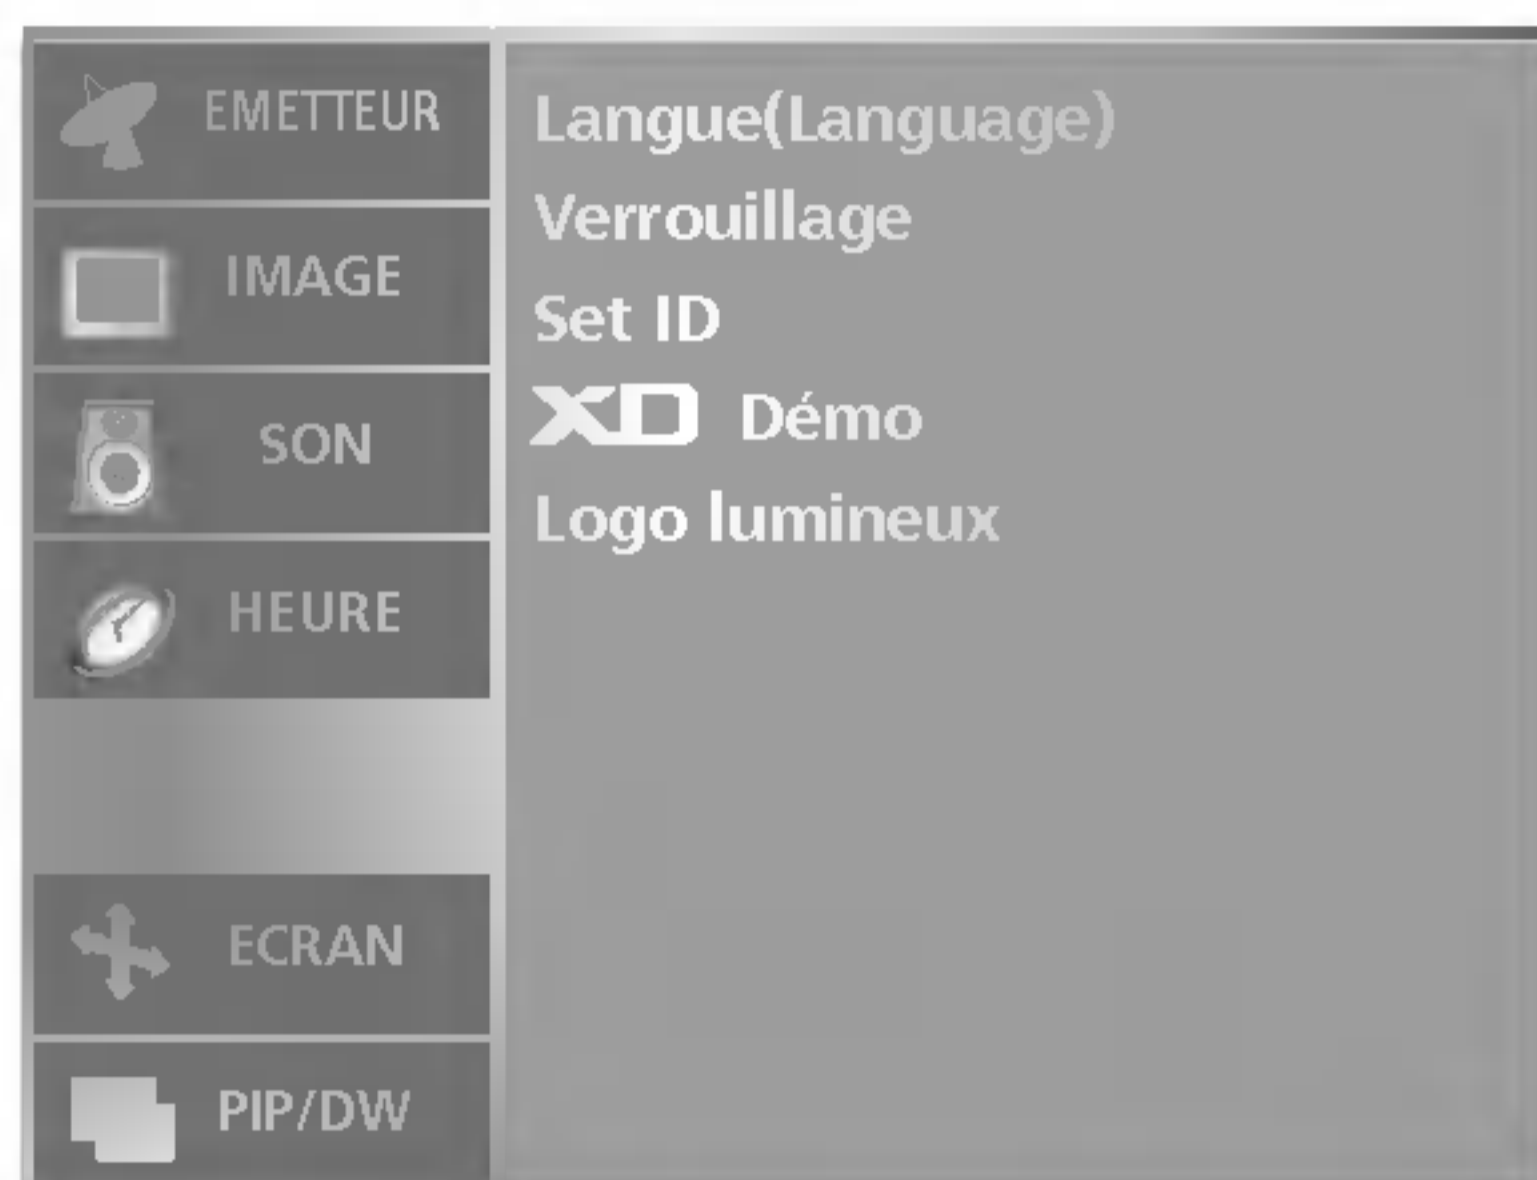 EMETTEUR
IMAGE
SON
HEURE
ECRAN
PIP/DW
Langue(Language)
Verrouillage
Set ID
XD Démo
Logo lumineux